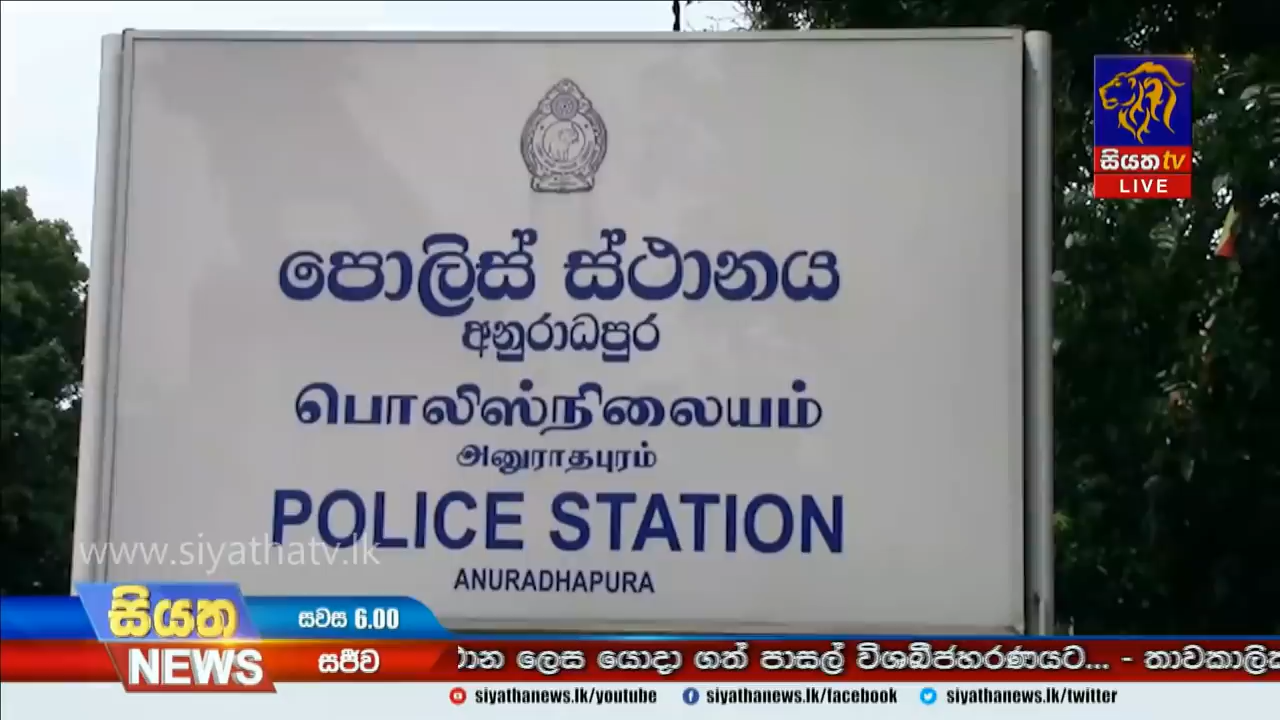 සියත tv
LIVE
පොලිස් ස්ථානය
අනුරාධපුර
பொலிஸ்நிலையம்
அனுராதபுரம்
POLICE STATION
ANURADHAPURA
www.siyathatv.lk
සියත
NEWS
සවස 6.00
සජීව
ලෙස යොදා ගත් පාසල් විශබීජහරණයට... - තාවකාලික
siyathanews.lk/youtube
siyathanews.lk/facebook
siyathanews.lk/twitter